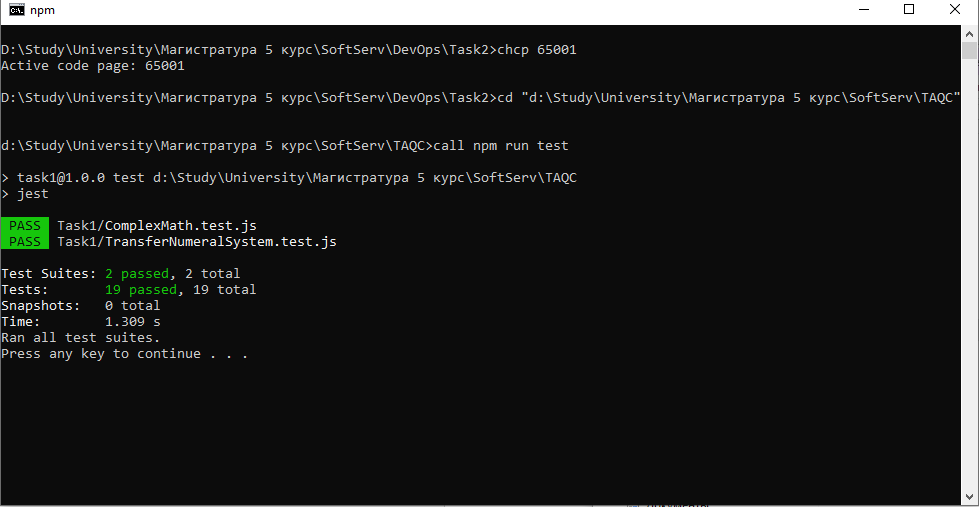 npm
D:\Study\University\Магистратура 5 курс\SoftServ\DevOps\Task2>chcp 65001
Active code page: 65001
D:\Study\University\Магистратура 5 курс\SoftServ\DevOps\Task2>cd "d:\Study\University\Магистратура 5 курс\SoftServ\TAQC"
d:\Study\University\Магистратура 5 курс\SoftServ\TAQC>call npm run test
> task1@1.0.0 test d:\Study\University\Магистратура 5 курс\SoftServ\TAQC
> jest
PASS Task1/ComplexMath.test.js
PASS Task1/TransferNumeralSystem.test.js
Test Suites: 2 passed, 2 total
Tests: 19 passed, 19 total
Snapshots: 0 total
Time: 1.309 s
Ran all test suites.
Press any key to continue . . .